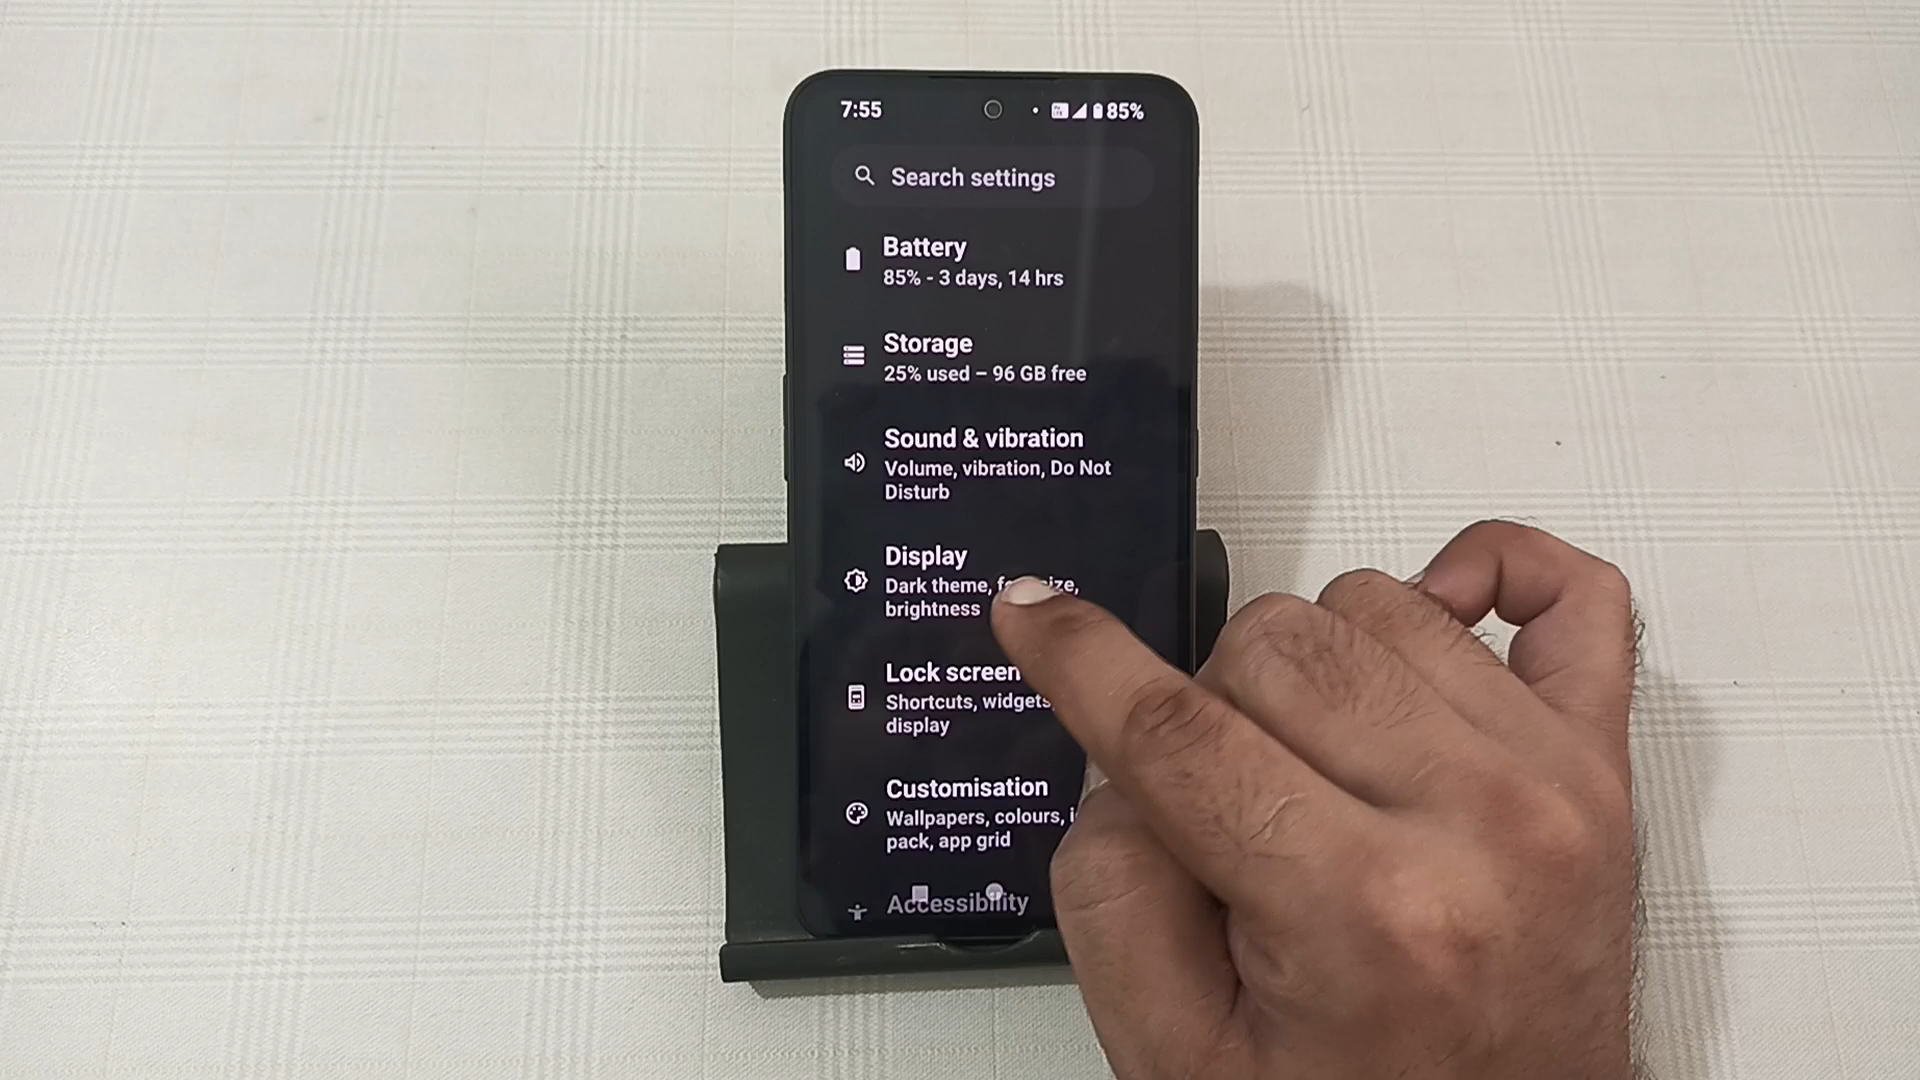 7:55
85%
Search settings
Battery
85% - 3 days, 14 hrs
Storage
25% used – 96 GB free
Sound & vibration
Volume, vibration, Do Not
Disturb
Display
Dark theme,
brightness
Lock screen
Shortcuts, widgets,
display
Customisation
Wallpapers, colours,
pack, app grid
Accessibility